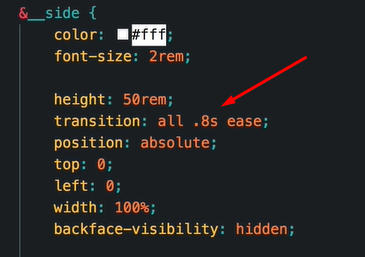 &__side {
color: #fff;
font-size: 2rem;
height: 50rem;
transition: all .8s ease;
position: absolute;
top: 0;
left: 0;
width: 100%;
backface-visibility: hidden;